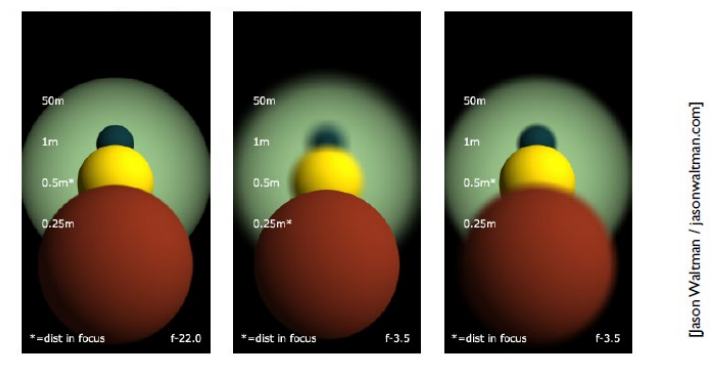 50m
1m
0.5m*
0.25m
*=dist in focus f-22.0
50m
1m
0.5m
0.25m*
*=dist in focus f-3.5
50m
1m
0.5m*
0.25m
*=dist in focus f-3.5
[Jason Waltman / jasonwaltman.com]